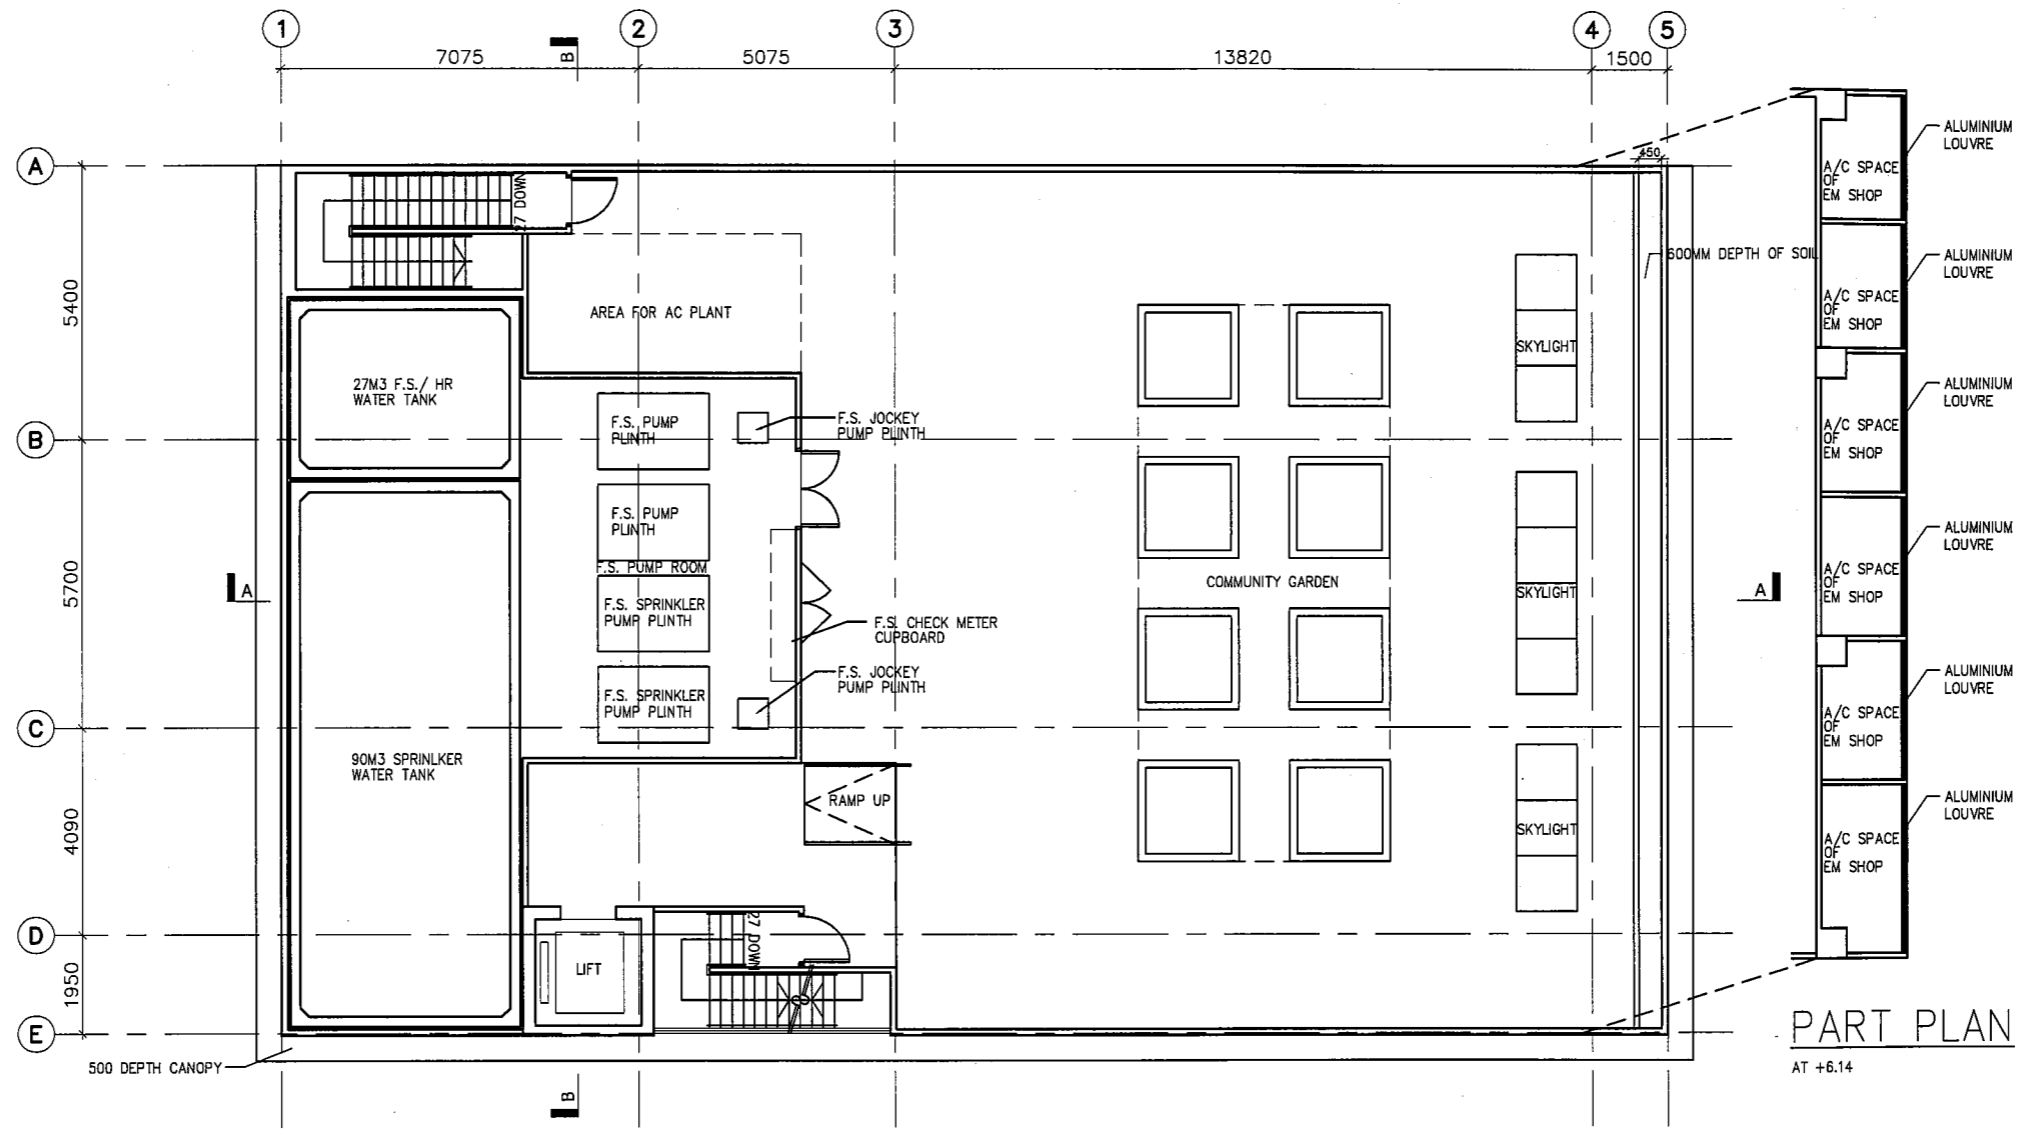 1
2
3
4
5
7075
B
5075
13820
1500
A
450
ALUMINIUM
LOUVRE
A/C SPACE
OF
EM SHOP
27 DOWN
5400
600MM DEPTH OF SOIL
ALUMINIUM
LOUVRE
A/C SPACE
OF
EM SHOP
AREA FOR AC PLANT
SKYLIGHT
27M3 F.S./ HR
WATER TANK
ALUMINIUM
LOUVRE
A/C SPACE
OF
EM SHOP
B
F.S. PUMP
PLINTH
F.S. JOCKEY
PUMP PLINTH
F.S. PUMP
PLINTH
ALUMINIUM
LOUVRE
A/C SPACE
OF
EM SHOP
5700
F.S. PUMP ROOM
COMMUNITY GARDEN
A
A
SKYLIGHT
F.S. SPRINKLER
PUMP PLINTH
F.S. CHECK METER
CUPBOARD
F.S. JOCKEY
PUMP PLINTH
F.S. SPRINKLER
PUMP PLINTH
ALUMINIUM
LOUVRE
A/C SPACE
OF
EM SHOP
C
90M3 SPRINLKER
WATER TANK
RAMP UP
4090
SKYLIGHT
ALUMINIUM
LOUVRE
A/C SPACE
OF
EM SHOP
D
27 DOWN
LIFT
1950
E
500 DEPTH CANOPY
B
PART PLAN
AT +6.14